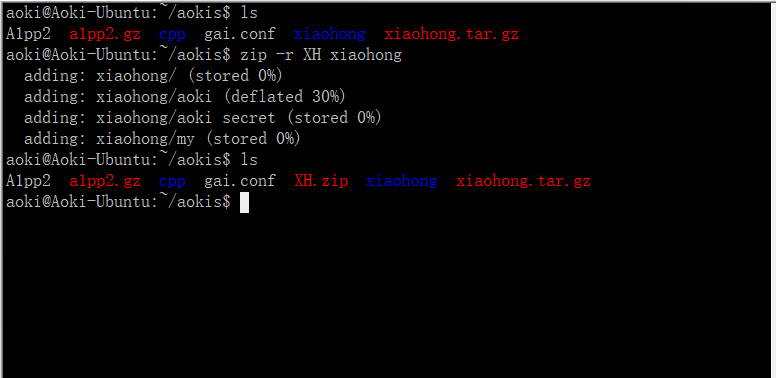 aoki@Aoki-Ubuntu:~/aokis$ ls
A1pp2  a1pp2.gz  cpp  gai.conf  xiaohong  xiaohong.tar.gz
aoki@Aoki-Ubuntu:~/aokis$ zip -r XH xiaohong
  adding: xiaohong/ (stored 0%)
  adding: xiaohong/aoki (deflated 30%)
  adding: xiaohong/aoki secret (stored 0%)
  adding: xiaohong/my (stored 0%)
aoki@Aoki-Ubuntu:~/aokis$ ls
A1pp2  a1pp2.gz  cpp  gai.conf  XH.zip  xiaohong  xiaohong.tar.gz
aoki@Aoki-Ubuntu:~/aokis$